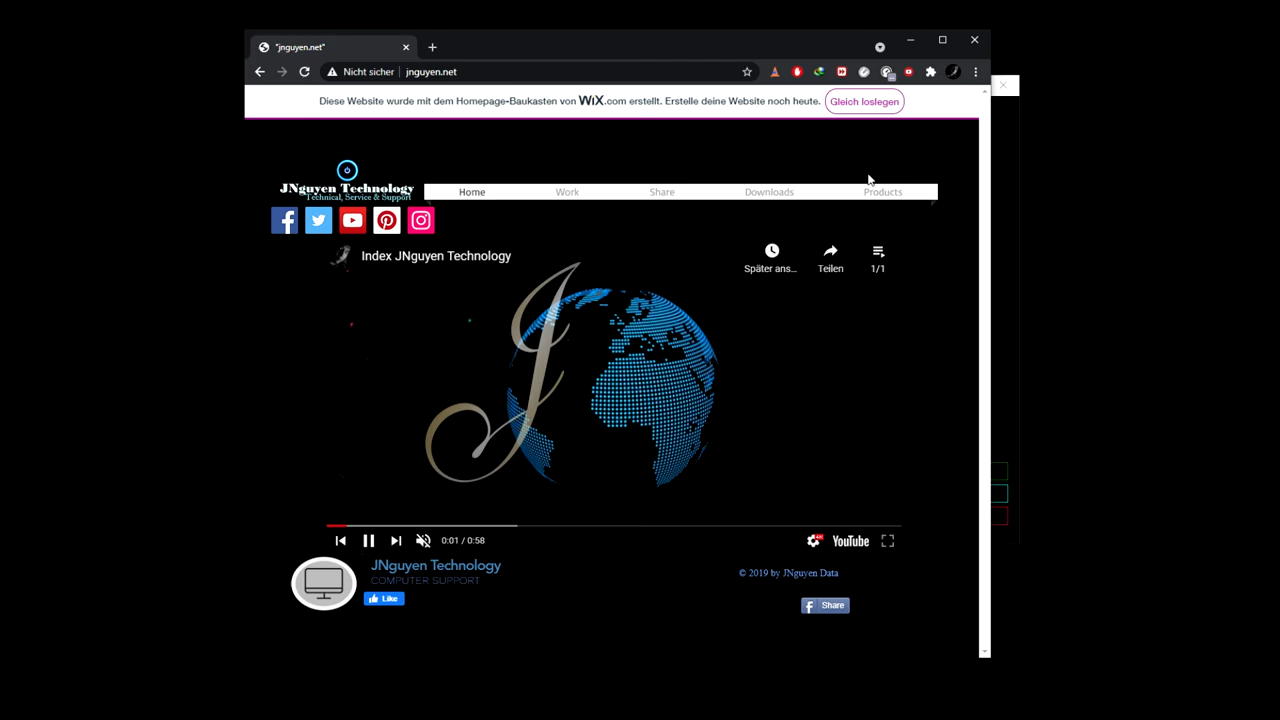 "jnguyen.net"
Nicht sicher jnguyen.net
Diese Website wurde mit dem Homepage-Baukasten von WiX.com erstellt. Erstelle deine Website noch heute. Gleich loslegen
JNguyen Technology
Technical, Service & Support
Home Work Share Downloads Products
Index JNguyen Technology
Später ans... Teilen 1/1
J
0:01 / 0:58 YouTube
JNguyen Technology
COMPUTER SUPPORT
Like
© 2019 by JNguyen Data
Share